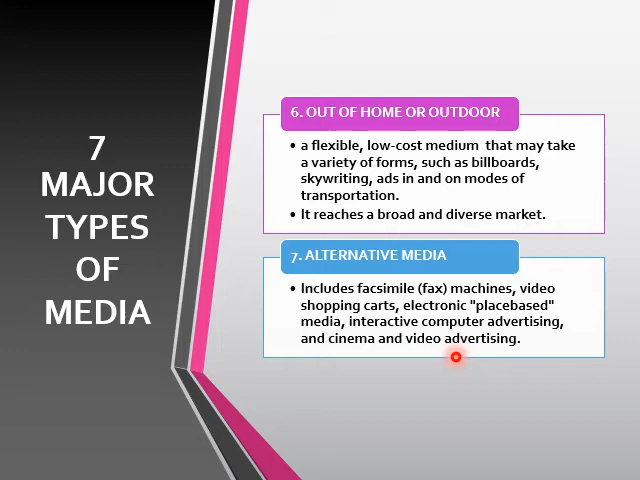 7
MAJOR
TYPES
OF
MEDIA
6. OUT OF HOME OR OUTDOOR
• a flexible, low-cost medium that may take
a variety of forms, such as billboards,
skywriting, ads in and on modes of
transportation.
• It reaches a broad and diverse market.
7. ALTERNATIVE MEDIA
• Includes facsimile (fax) machines, video
shopping carts, electronic "placebased"
media, interactive computer advertising,
and cinema and video advertising.